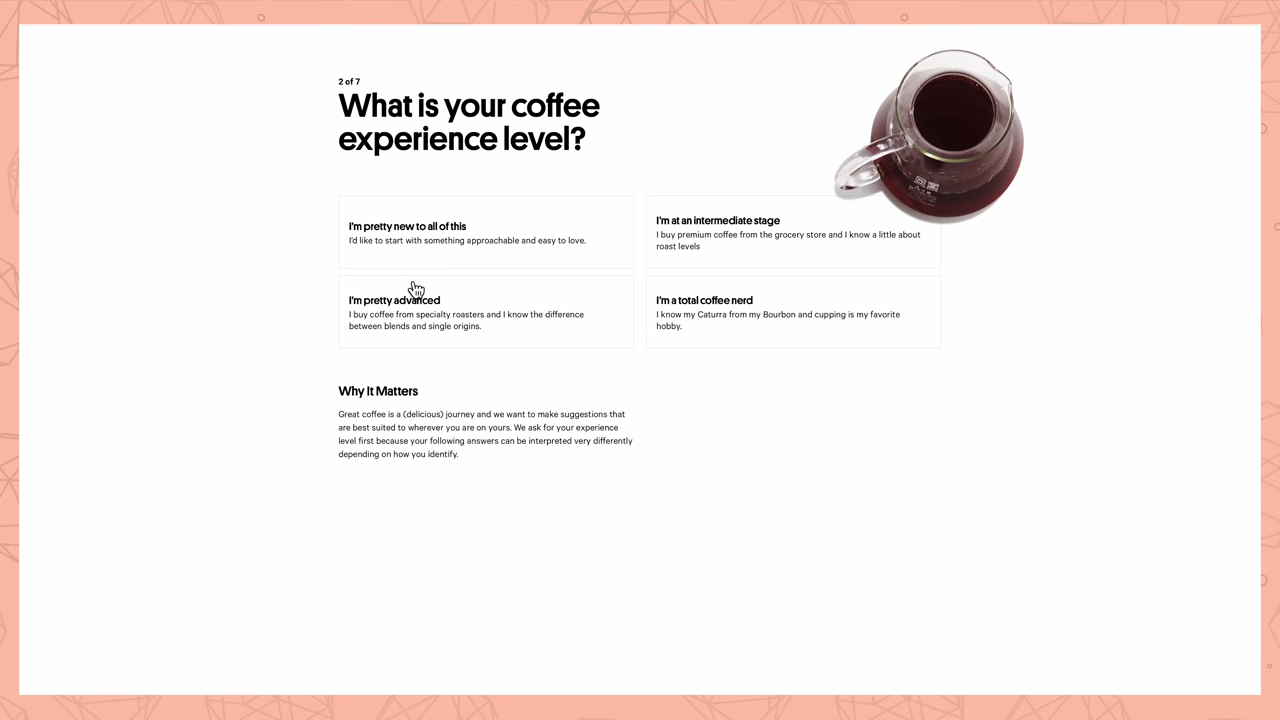 2 of 7
What is your coffee
experience level?
I'm pretty new to all of this
I'd like to start with something approachable and easy to love.
I'm at an intermediate stage
I buy premium coffee from the grocery store and I know a little about
roast levels
I'm pretty advanced
I buy coffee from specialty roasters and I know the difference
between blends and single origins.
I'm a total coffee nerd
I know my Caturra from my Bourbon and cupping is my favorite
hobby.
Why It Matters
Great coffee is a (delicious) journey and we want to make suggestions that
are best suited to wherever you are on yours. We ask for your experience
level first because your following answers can be interpreted very differently
depending on how you identify.